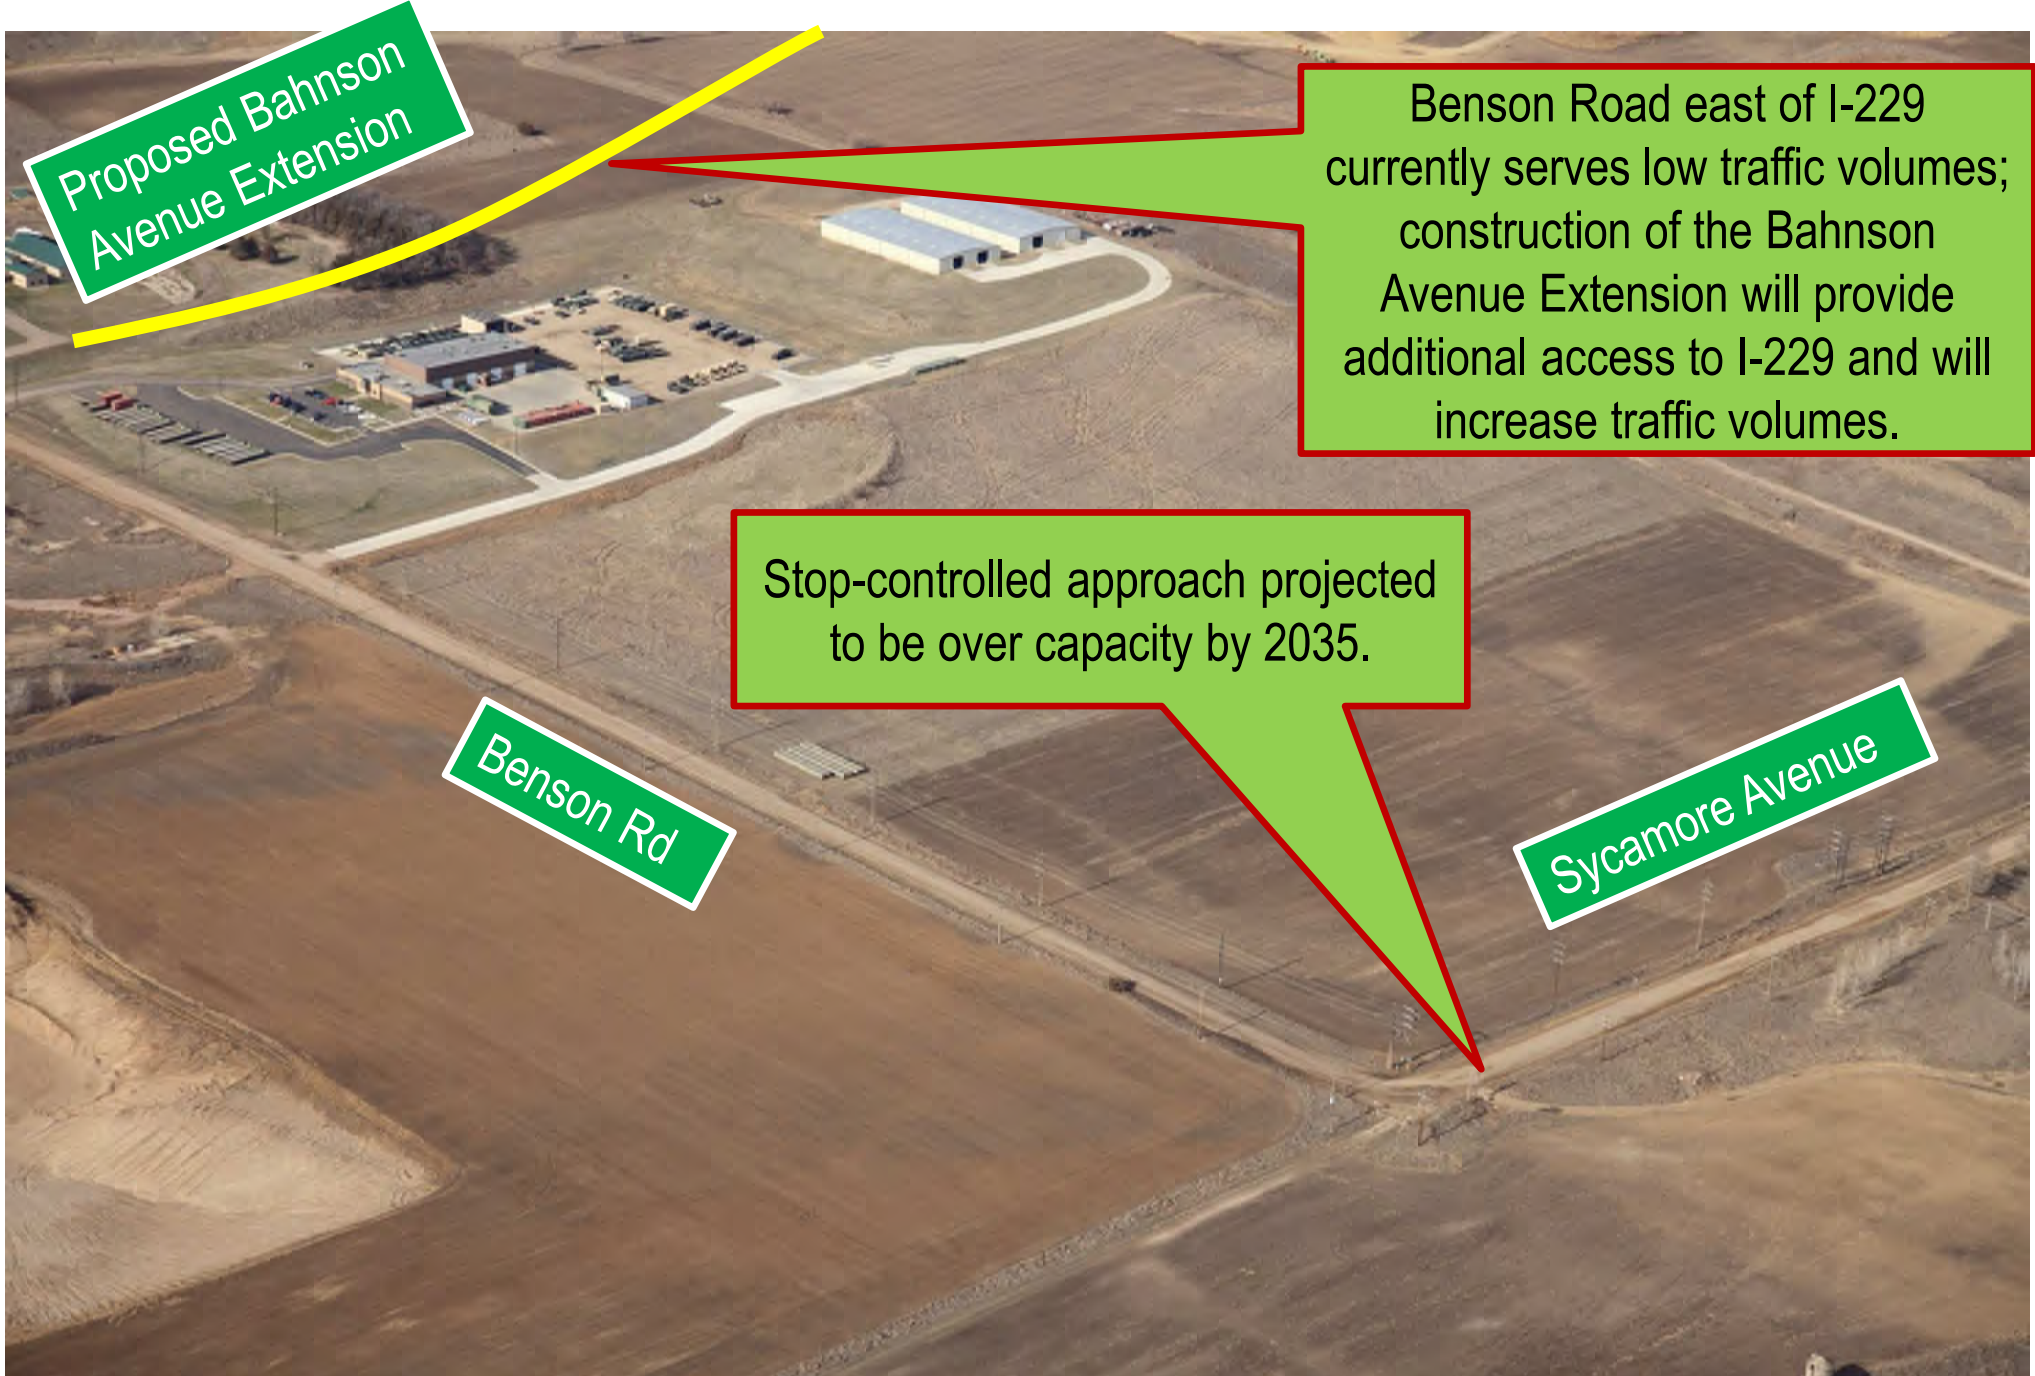 Proposed Bahnson
Avenue Extension
Benson Road east of I-229
currently serves low traffic volumes;
construction of the Bahnson
Avenue Extension will provide
additional access to I-229 and will
increase traffic volumes.
Stop-controlled approach projected
to be over capacity by 2035.
Benson Rd
Sycamore Avenue